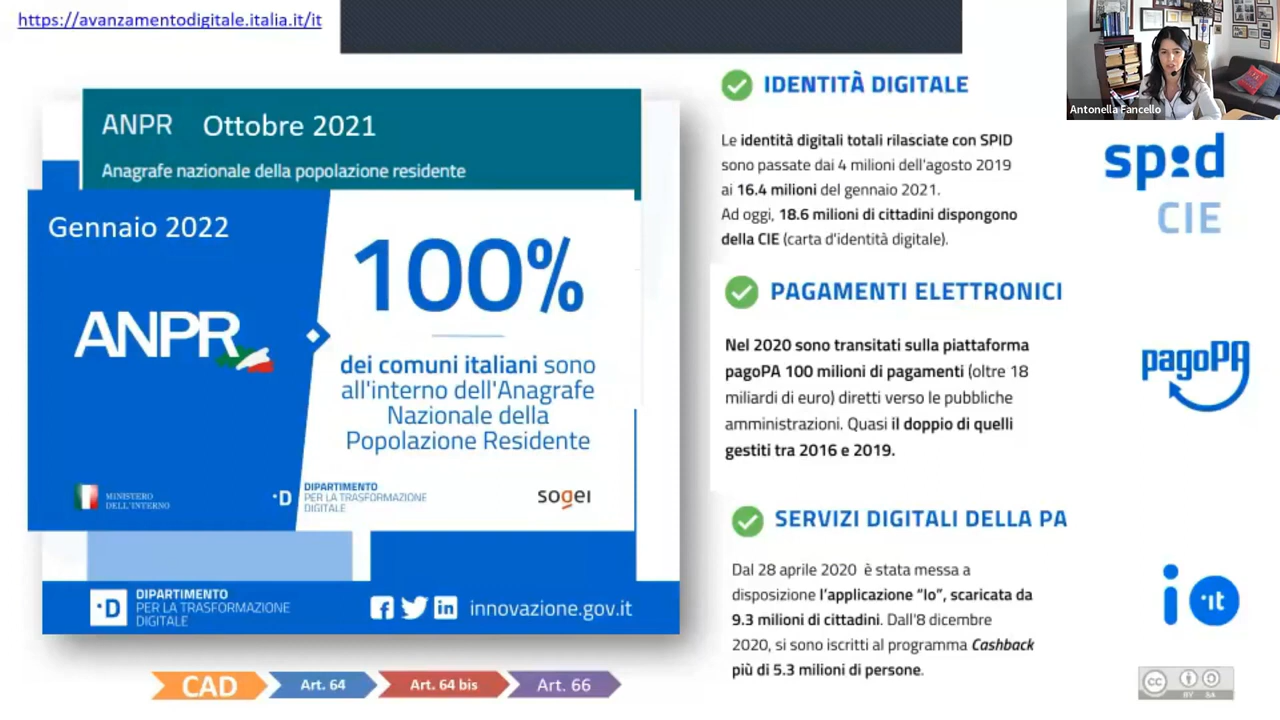 https://avanzamentodigitale.italia.it/it
ANPR Ottobre 2021
Anagrafe nazionale della popolazione residente
Gennaio 2022
ANPR
100%
dei comuni italiani sono
all'interno dell'Anagrafe
Nazionale della
Popolazione Residente
MINISTERO
DELL'INTERNO
·D DIPARTIMENTO
PER LA TRASFORMAZIONE
DIGITALE
sogei
·D DIPARTIMENTO
PER LA TRASFORMAZIONE
DIGITALE
f in innovazione.gov.it
CAD Art. 64 Art. 64 bis Art. 66
IDENTITÀ DIGITALE
Le identità digitali totali rilasciate con SPID
sono passate dai 4 milioni dell'agosto 2019
ai 16.4 milioni del gennaio 2021.
Ad oggi, 18.6 milioni di cittadini dispongono
della CIE (carta d'identità digitale).
spid
CIE
PAGAMENTI ELETTRONICI
Nel 2020 sono transitati sulla piattaforma
pagoPA 100 milioni di pagamenti (oltre 18
miliardi di euro) diretti verso le pubbliche
amministrazioni. Quasi il doppio di quelli
gestiti tra 2016 e 2019.
pagoPA
SERVIZI DIGITALI DELLA PA
Dal 28 aprile 2020 è stata messa a
disposizione l'applicazione “Io”, scaricata da
9.3 milioni di cittadini. Dall'8 dicembre
2020, si sono iscritti al programma Cashback
più di 5.3 milioni di persone.
io ·it
Antonella Fancello
cc
BY SA